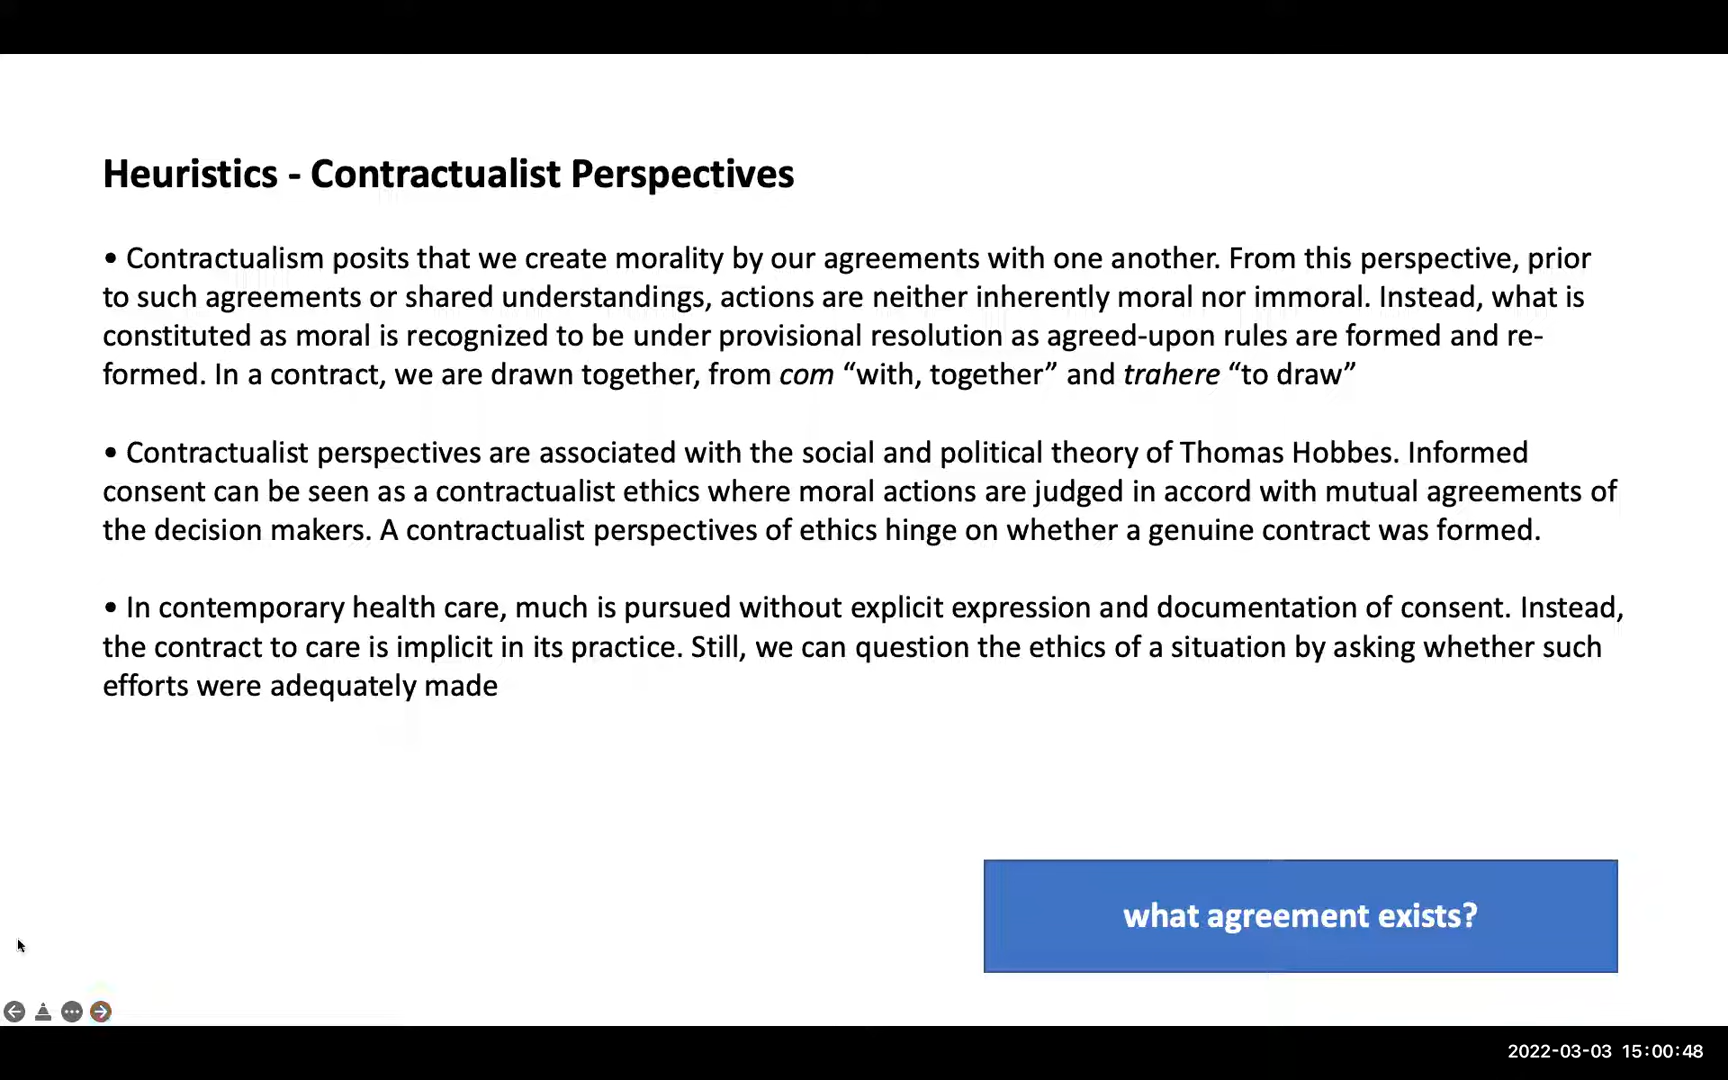 Heuristics - Contractualist Perspectives
• Contractualism posits that we create morality by our agreements with one another. From this perspective, prior
to such agreements or shared understandings, actions are neither inherently moral nor immoral. Instead, what is
constituted as moral is recognized to be under provisional resolution as agreed-upon rules are formed and re-
formed. In a contract, we are drawn together, from com “with, together” and trahere “to draw”
• Contractualist perspectives are associated with the social and political theory of Thomas Hobbes. Informed
consent can be seen as a contractualist ethics where moral actions are judged in accord with mutual agreements of
the decision makers. A contractualist perspectives of ethics hinge on whether a genuine contract was formed.
• In contemporary health care, much is pursued without explicit expression and documentation of consent. Instead,
the contract to care is implicit in its practice. Still, we can question the ethics of a situation by asking whether such
efforts were adequately made
what agreement exists?
2022-03-03 15:00:48